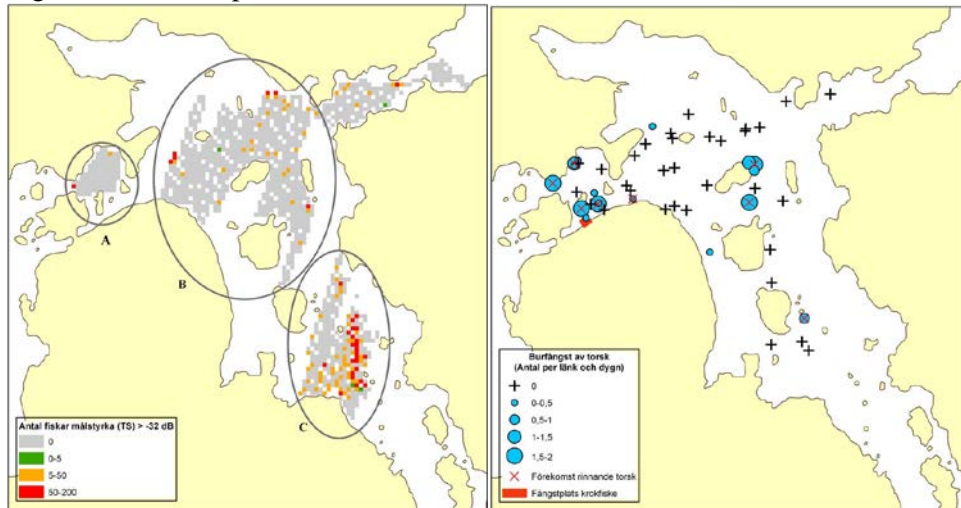 A
B
C
Antal fiskar målstyrka (TS) > -32 dB
0
0-5
5-50
50-200
Burfångst av torsk
(Antal per länk och dygn)
0
0-0,5
0,5-1
1-1,5
1,5-2
Förekomst rinnande torsk
Fångstplats krokfiske